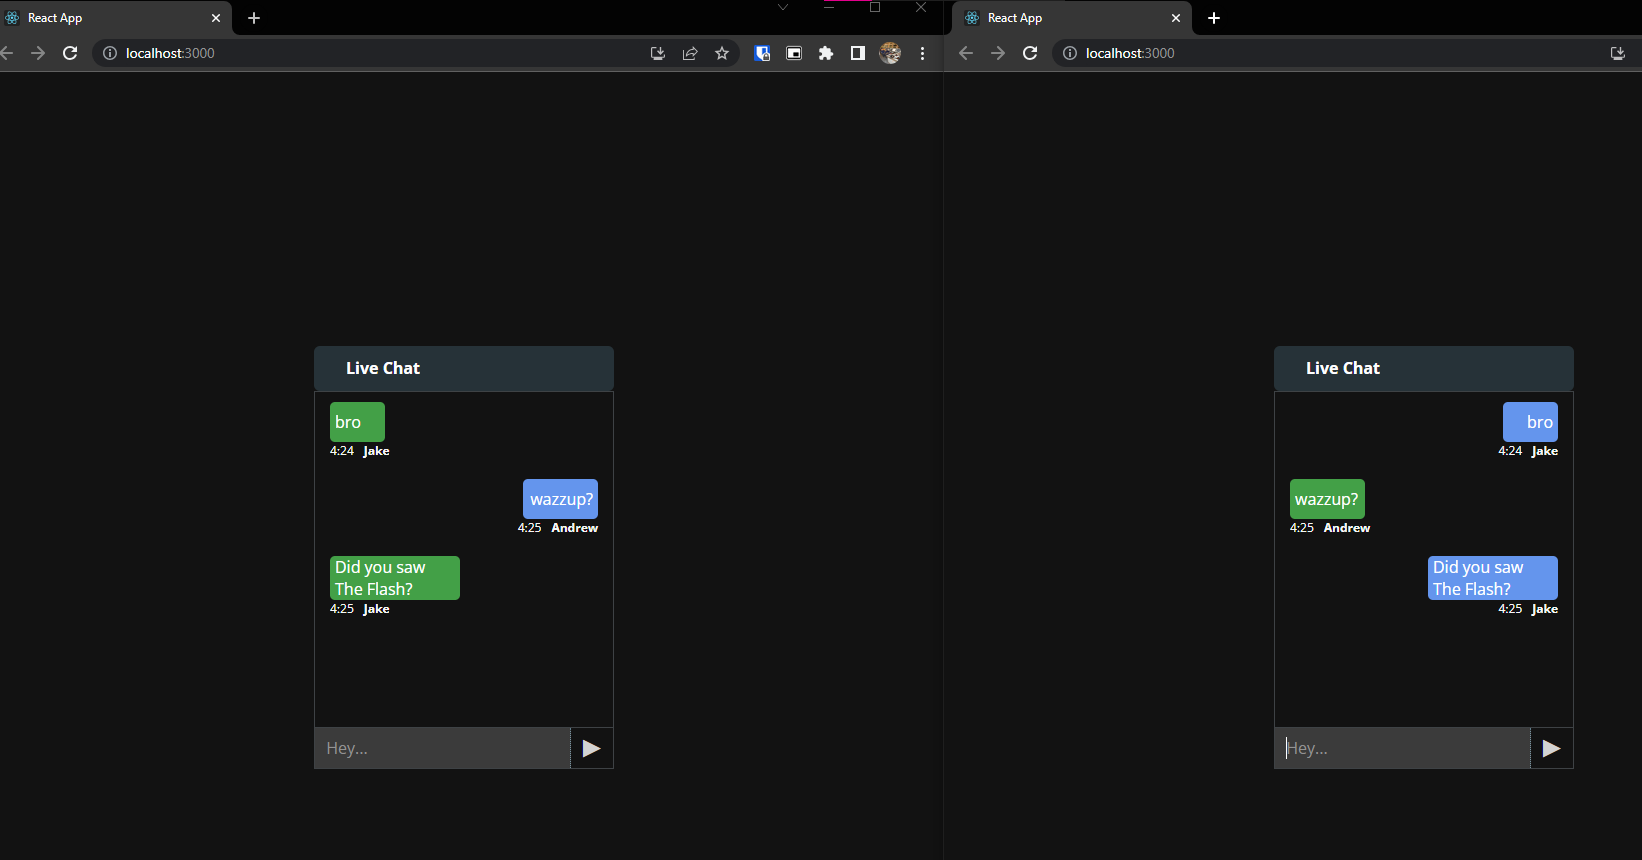 React App
localhost:3000
Live Chat
bro
4:24 Jake
wazzup?
4:25 Andrew
Did you saw
The Flash?
4:25 Jake
Hey...
React App
localhost:3000
Live Chat
bro
4:24 Jake
wazzup?
4:25 Andrew
Did you saw
The Flash?
4:25 Jake
Hey...